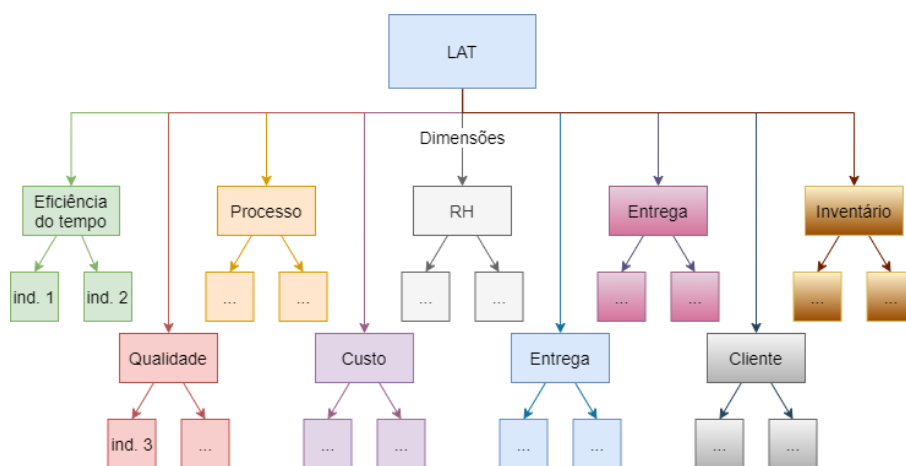 LAT
Dimensões
Eficiência
do tempo
Processo
RH
Entrega
Inventário
ind. 1
ind. 2
...
...
...
...
...
...
...
...
Qualidade
Custo
Entrega
Cliente
ind. 3
...
...
...
...
...
...
...